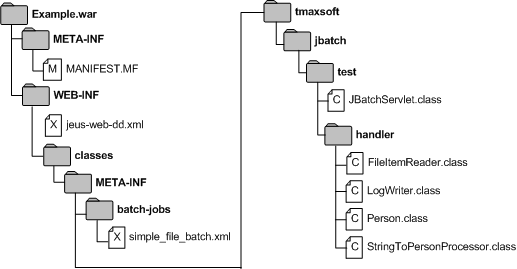 Example.war
META-INF
M MANIFEST.MF
WEB-INF
X jeus-web-dd.xml
classes
META-INF
batch-jobs
X simple_file_batch.xml
tmaxsoft
jbatch
test
C JBatchServlet.class
handler
C FileItemReader.class
C LogWriter.class
C Person.class
C StringToPersonProcessor.class